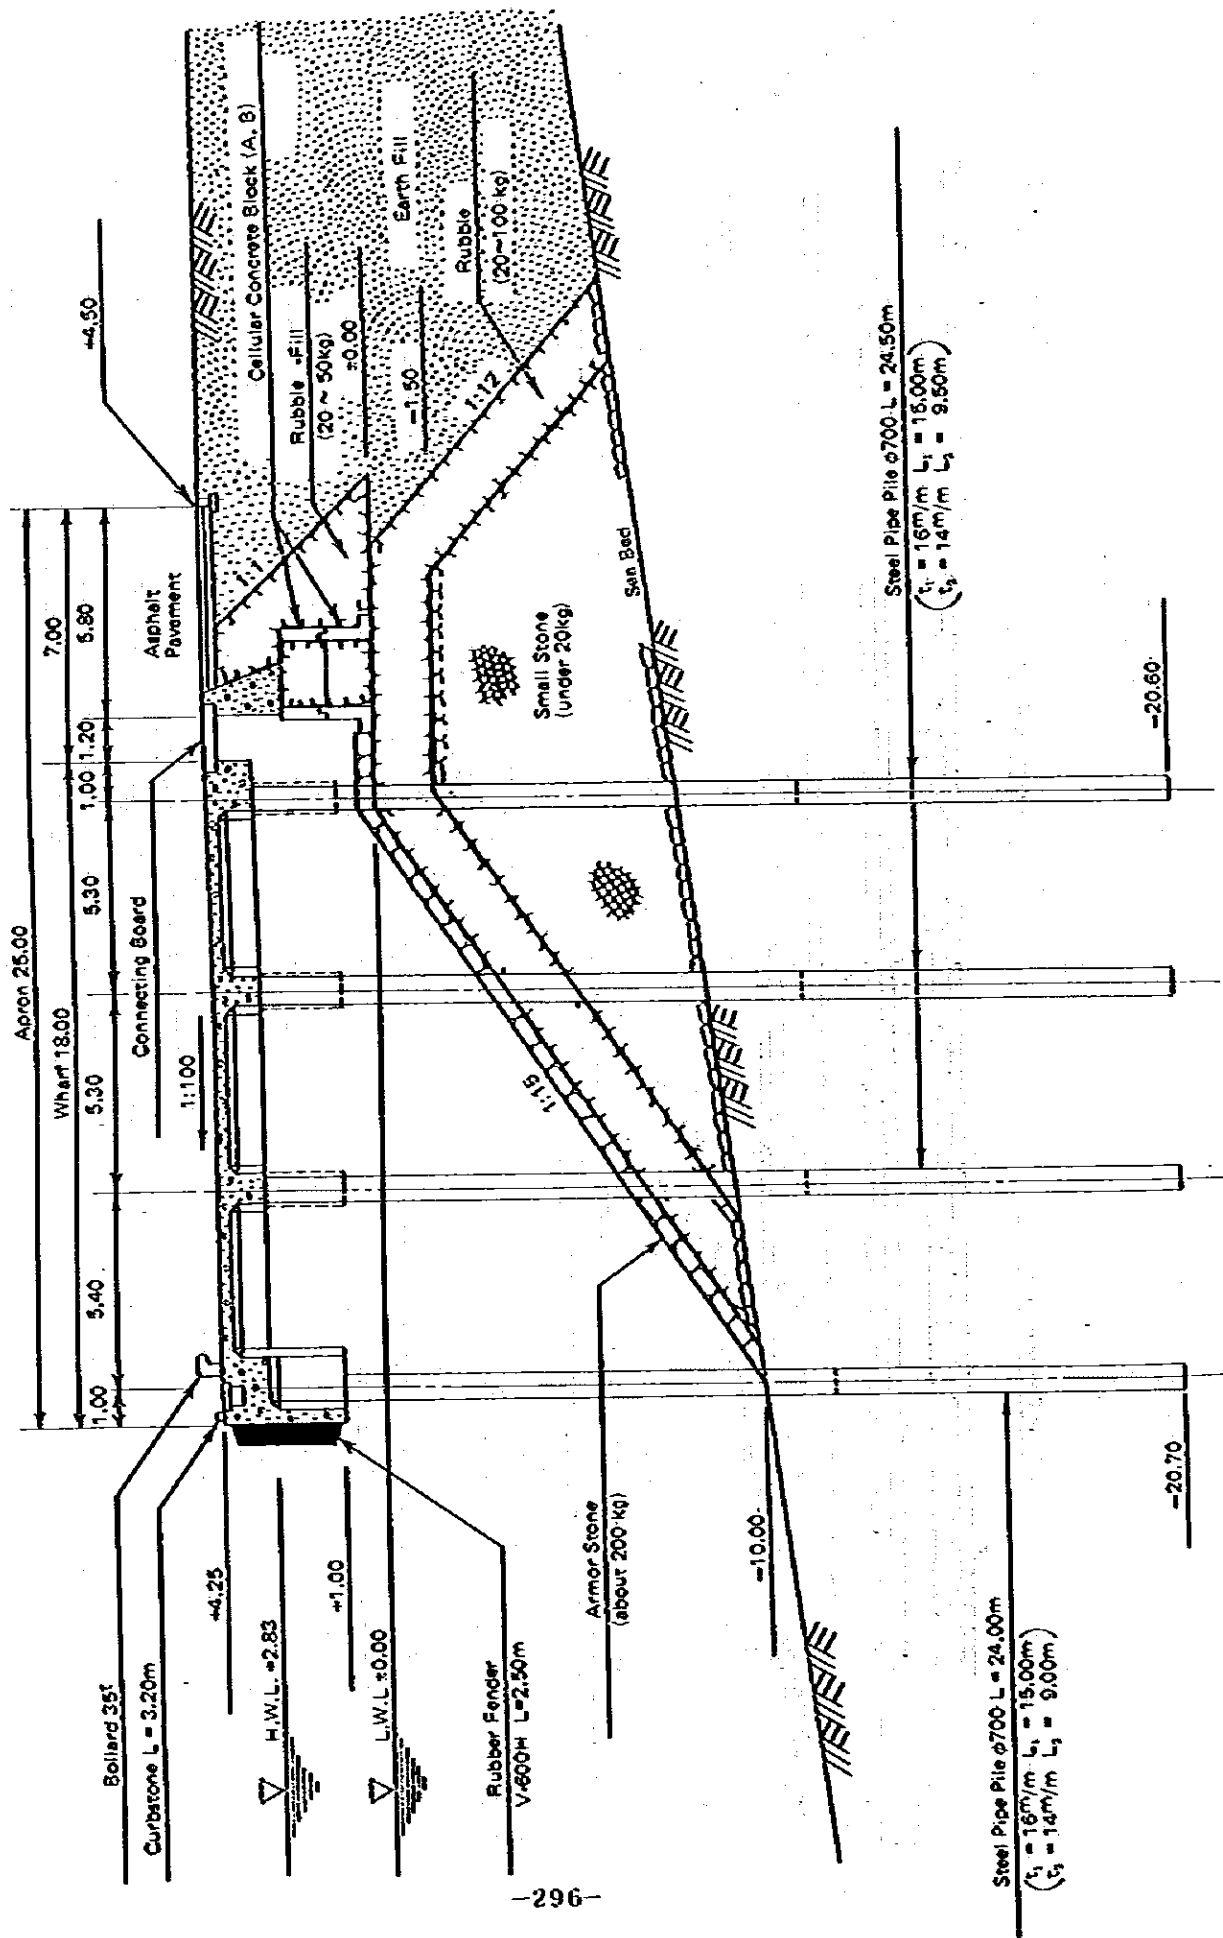 Apron 25.00
Wharf 18.00
7.00
1.00
5.40
5.30
5.30
1.00
1.20
5.80
Bollard 35T
Curbstone L = 3.20m
+4.25
H.W.L. +2.83
+1.00
L.W.L ±0.00
Rubber Fender
V-600H L=2.50m
Connecting Board
1:100
Asphalt
Pavement
+4.50
Cellular Concrete Block (A, B)
Rubble -Fill
(20 ~ 50kg)
±0.00
-1.50
Earth Fill
Rubble
(20~100 kg)
1:1
1:12
Small Stone
(under 20kg)
Sea Bed
1:15
Armor Stone
(about 200 kg)
-10.00
-20.70
-20.60
Steel Pipe Pile φ700 L = 24.50m
(t₁ = 16m/m L₁ = 15.00m)
(t₂ = 14m/m L₂ = 9.50m)
Steel Pipe Pile φ700 L = 24.00m
(t₁ = 16m/m L₁ = 15.00m)
(t₂ = 14m/m L₂ = 9.00m)
-296-